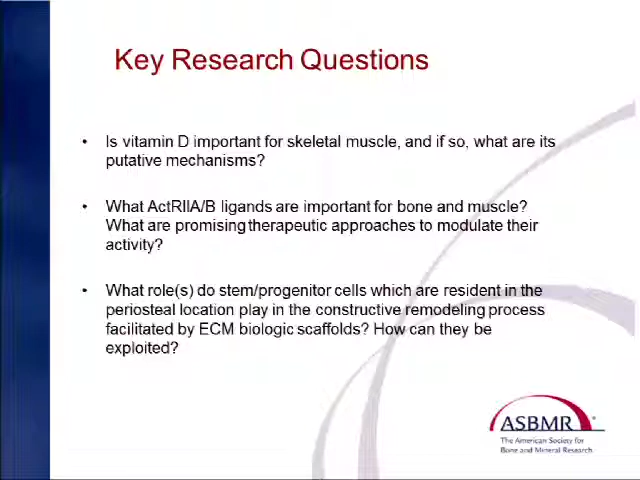 Key Research Questions
• Is vitamin D important for skeletal muscle, and if so, what are its
putative mechanisms?
• What ActRIIA/B ligands are important for bone and muscle?
What are promising therapeutic approaches to modulate their
activity?
• What role(s) do stem/progenitor cells which are resident in the
periosteal location play in the constructive remodeling process
facilitated by ECM biologic scaffolds? How can they be
exploited?
ASBMR
The American Society for
Bone and Mineral Research